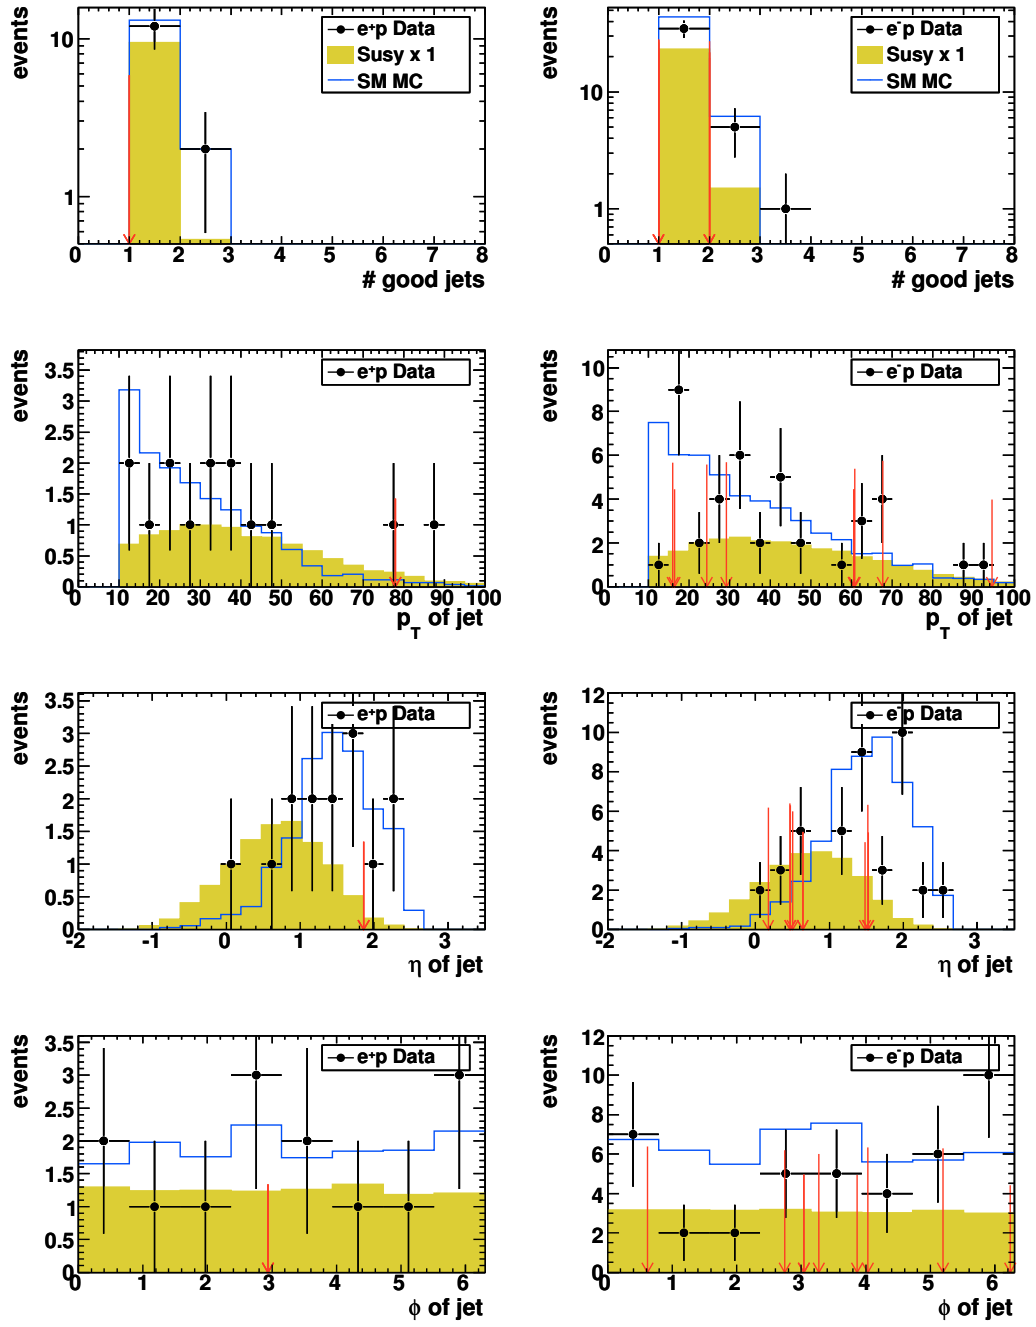 events
10
1
e⁺p Data
Susy x 1
SM MC
0 1 2 3 4 5 6 7 8
# good jets
events
10
1
e⁻p Data
Susy x 1
SM MC
0 1 2 3 4 5 6 7 8
# good jets
events
3.5
3
2.5
2
1.5
1
0.5
0
e⁺p Data
10 20 30 40 50 60 70 80 90 100
p_T of jet
events
10
8
6
4
2
0
e⁻p Data
10 20 30 40 50 60 70 80 90 100
p_T of jet
events
3.5
3
2.5
2
1.5
1
0.5
0
e⁺p Data
-2 -1 0 1 2 3
η of jet
events
12
10
8
6
4
2
0
e⁻p Data
-2 -1 0 1 2 3
η of jet
events
3.5
3
2.5
2
1.5
1
0.5
0
e⁺p Data
0 1 2 3 4 5 6
ϕ of jet
events
12
10
8
6
4
2
0
e⁻p Data
0 1 2 3 4 5 6
ϕ of jet